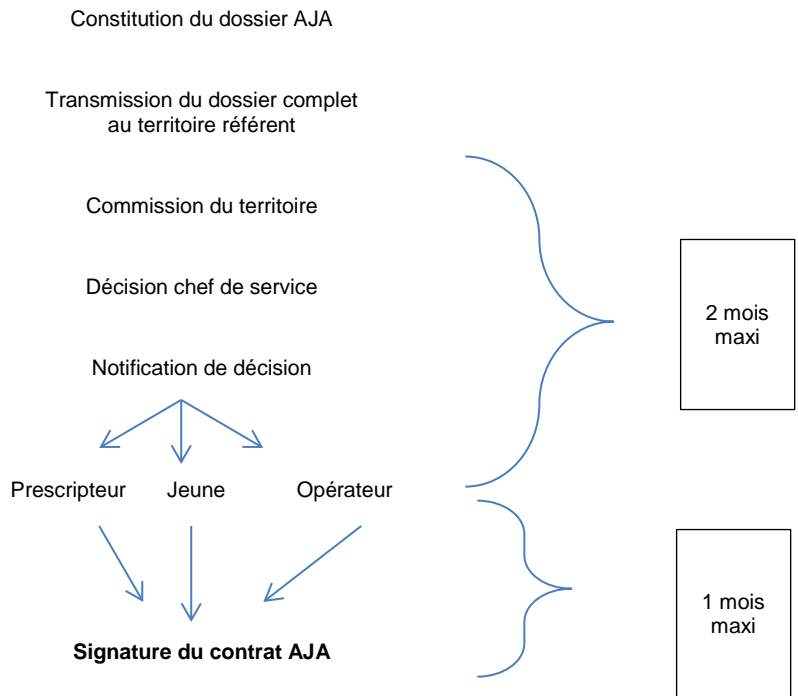 Constitution du dossier AJA
Transmission du dossier complet
au territoire référent
Commission du territoire
Décision chef de service
2 mois
maxi
Notification de décision
Prescripteur Jeune Opérateur
1 mois
maxi
Signature du contrat AJA